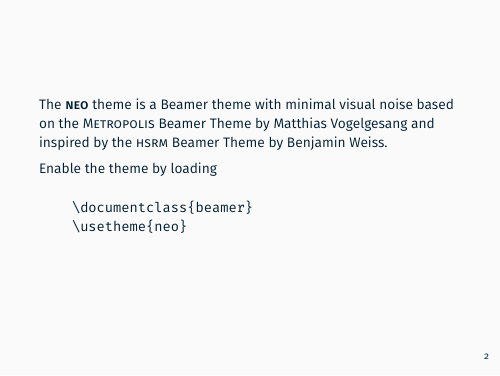 The NEO theme is a Beamer theme with minimal visual noise based
on the METROPOLIS Beamer Theme by Matthias Vogelgesang and
inspired by the HSRM Beamer Theme by Benjamin Weiss.
Enable the theme by loading
\documentclass{beamer}
\usetheme{neo}
2